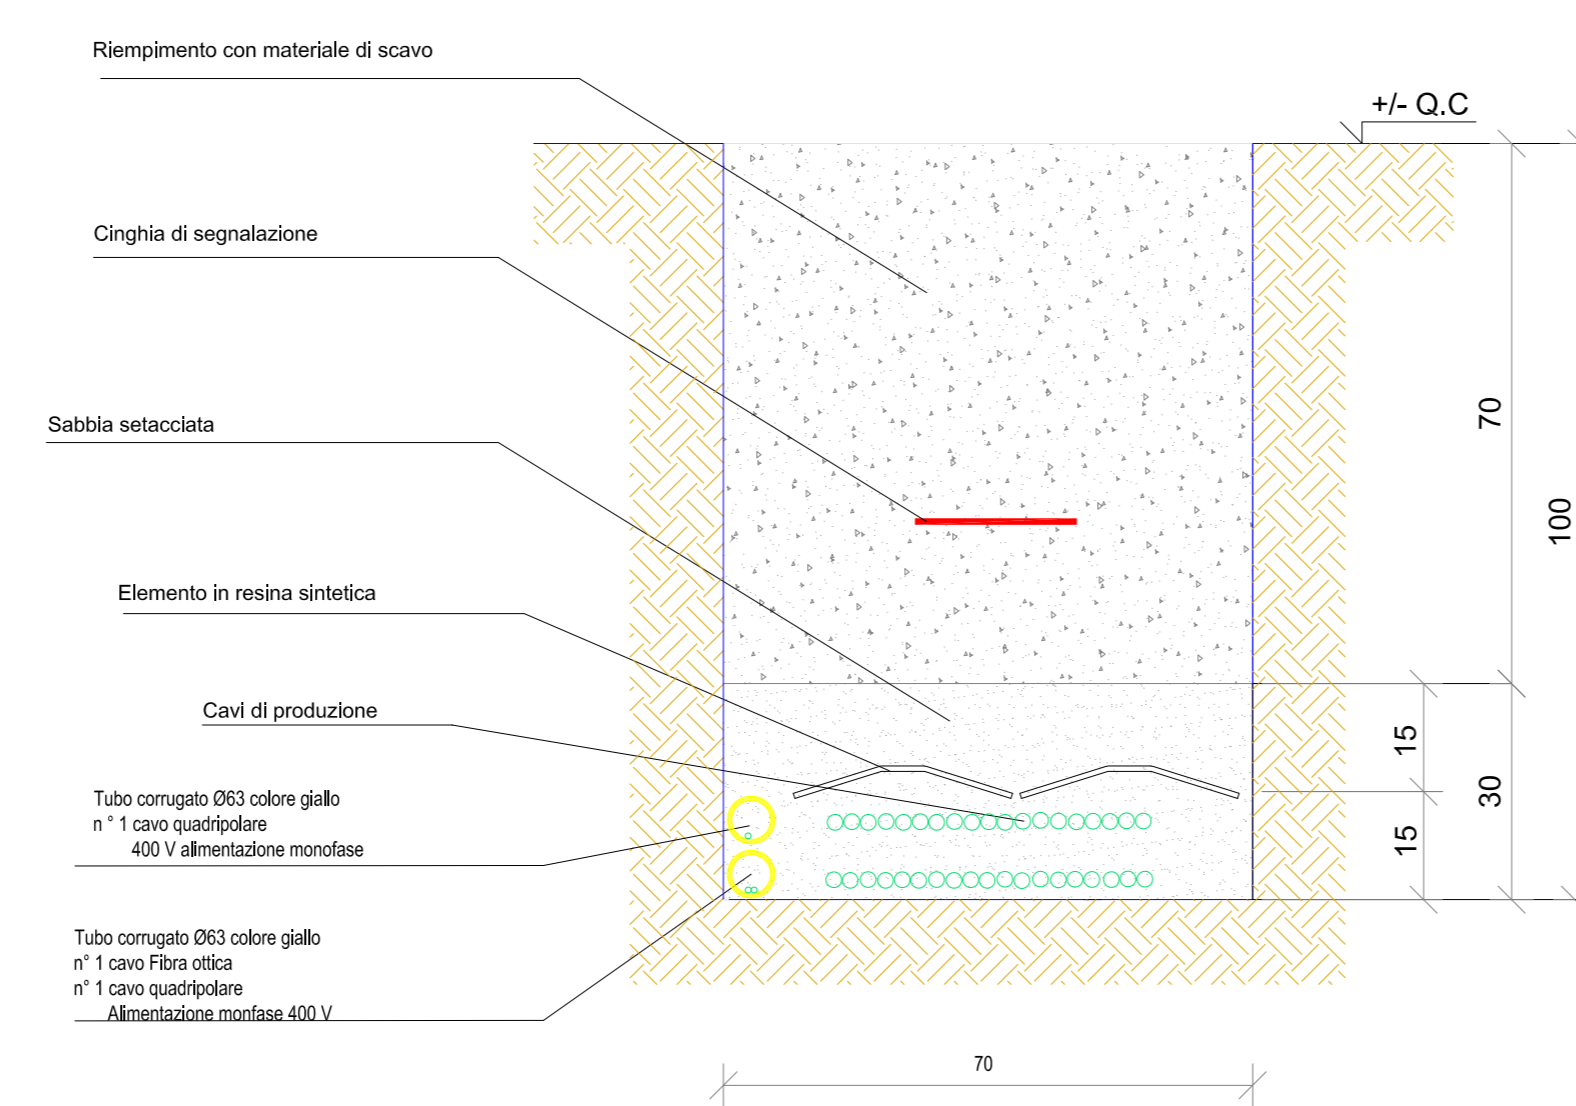 Riempimento con materiale di scavo
+/- Q.C
Cinghia di segnalazione
Sabbia setacciata
70
100
Elemento in resina sintetica
Cavi di produzione
15
30
15
Tubo corrugato Ø63 colore giallo
n ° 1 cavo quadripolare
400 V alimentazione monofase
Tubo corrugato Ø63 colore giallo
n° 1 cavo Fibra ottica
n° 1 cavo quadripolare
Alimentazione monfase 400 V
70